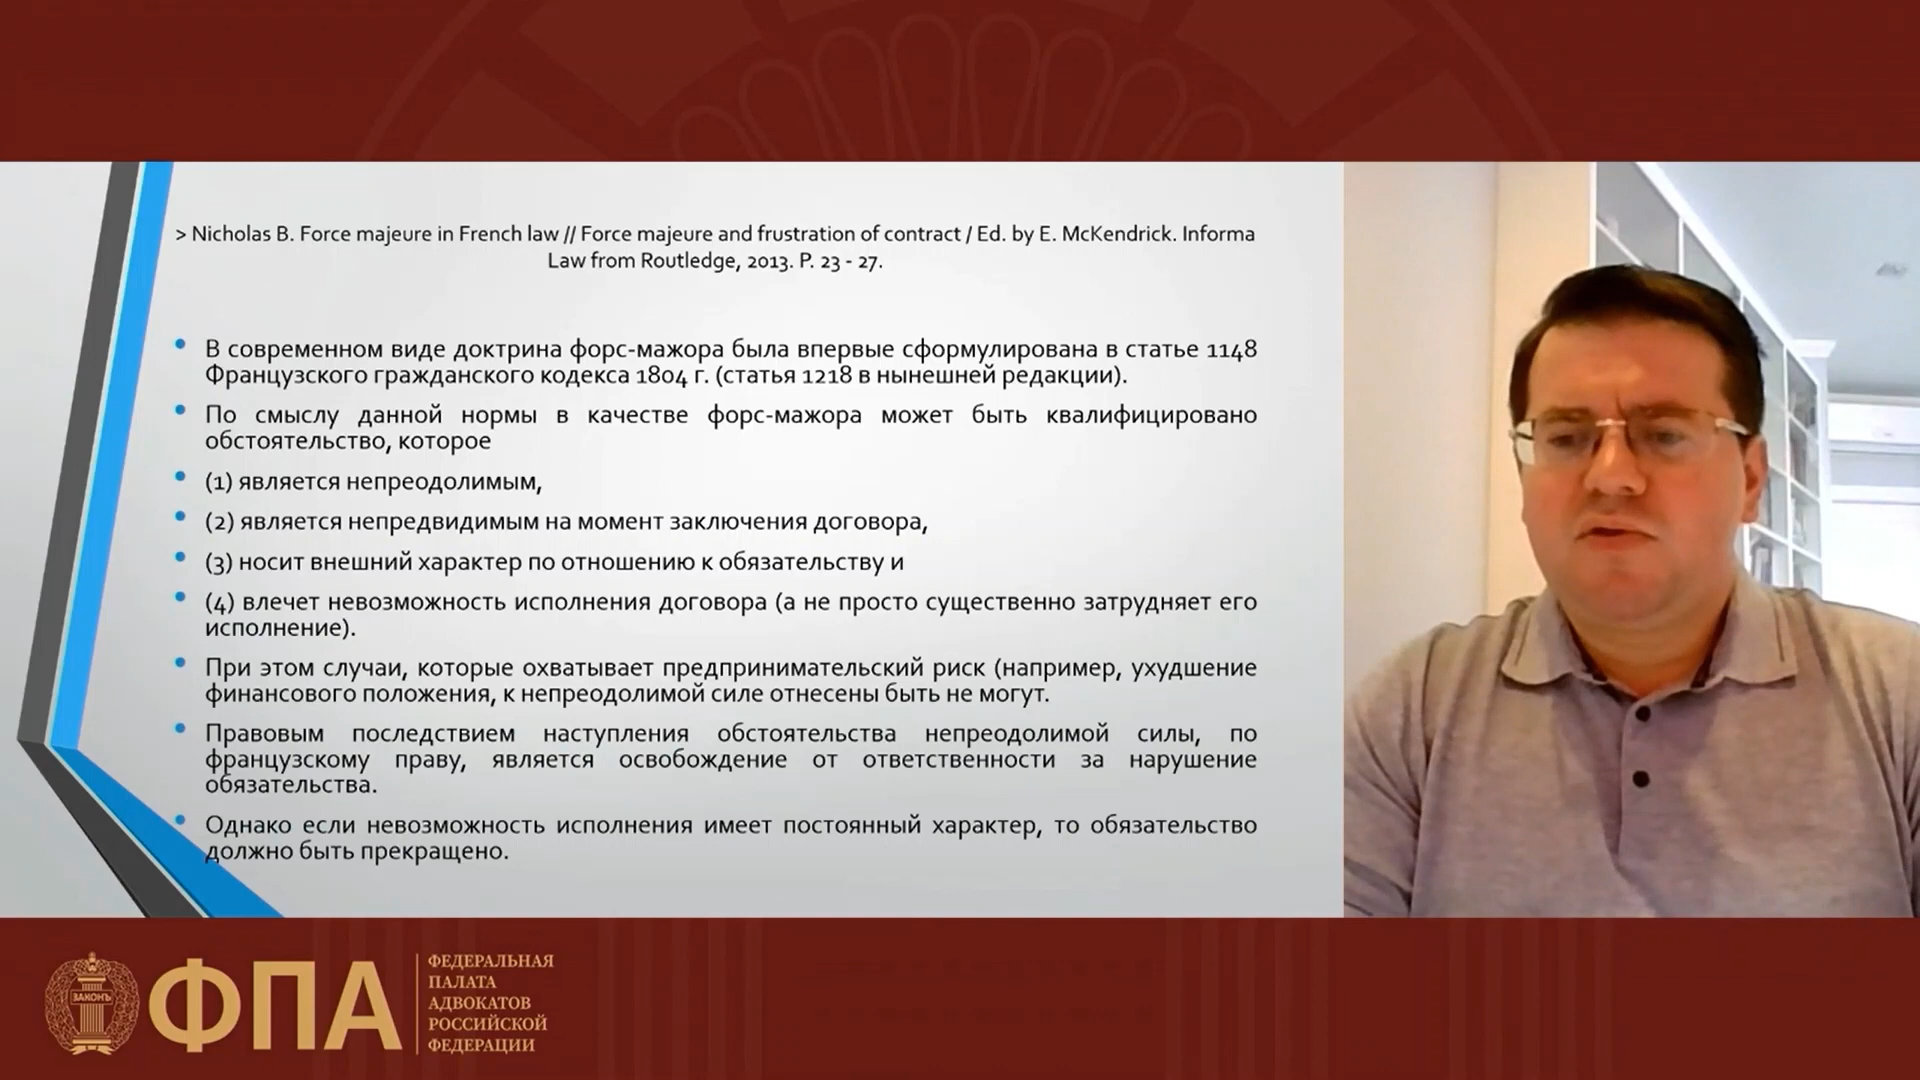 > Nicholas B. Force majeure in French law // Force majeure and frustration of contract / Ed. by E. McKendrick. Informa
Law from Routledge, 2013. P. 23 - 27.
• В современном виде доктрина форс-мажора была впервые сформулирована в статье 1148
Французского гражданского кодекса 1804 г. (статья 1218 в нынешней редакции).
• По смыслу данной нормы в качестве форс-мажора может быть квалифицировано
обстоятельство, которое
• (1) является непреодолимым,
• (2) является непредвидимым на момент заключения договора,
• (3) носит внешний характер по отношению к обязательству и
• (4) влечет невозможность исполнения договора (а не просто существенно затрудняет его
исполнение).
• При этом случаи, которые охватывает предпринимательский риск (например, ухудшение
финансового положения, к непреодолимой силе отнесены быть не могут.
• Правовым последствием наступления обстоятельства непреодолимой силы, по
французскому праву, является освобождение от ответственности за нарушение
обязательства.
• Однако если невозможность исполнения имеет постоянный характер, то обязательство
должно быть прекращено.
ЗАКОНЪ
ФПА
ФЕДЕРАЛЬНАЯ
ПАЛАТА
АДВОКАТОВ
РОССИЙСКОЙ
ФЕДЕРАЦИИ